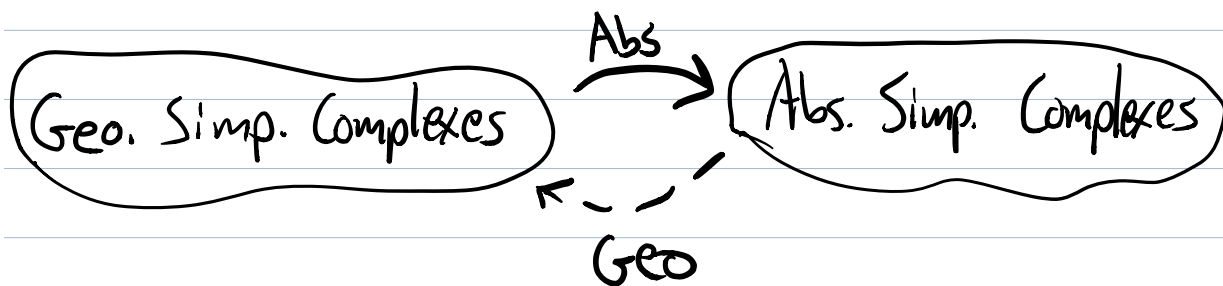 Abs
Geo. Simp. Complexes
Abs. Simp. Complexes
Geo